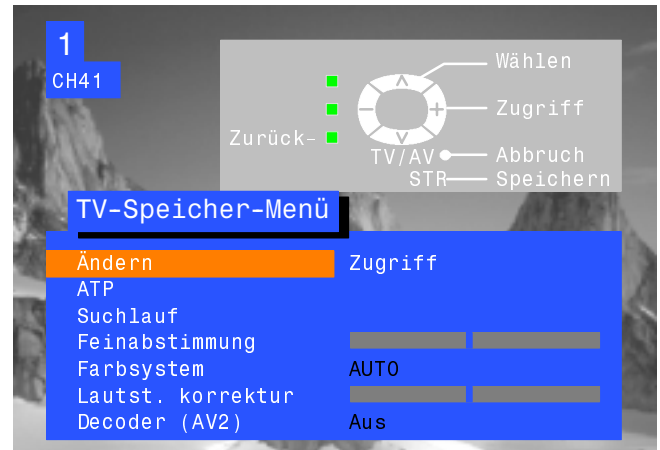 1
CH41
Wählen
Zugriff
Zurück-
TV/AV Abbruch
STR Speichern
TV-Speicher-Menü
Ändern Zugriff
ATP
Suchlauf
Feinabstimmung
Farbsystem AUTO
Lautst. korrektur
Decoder (AV2) Aus